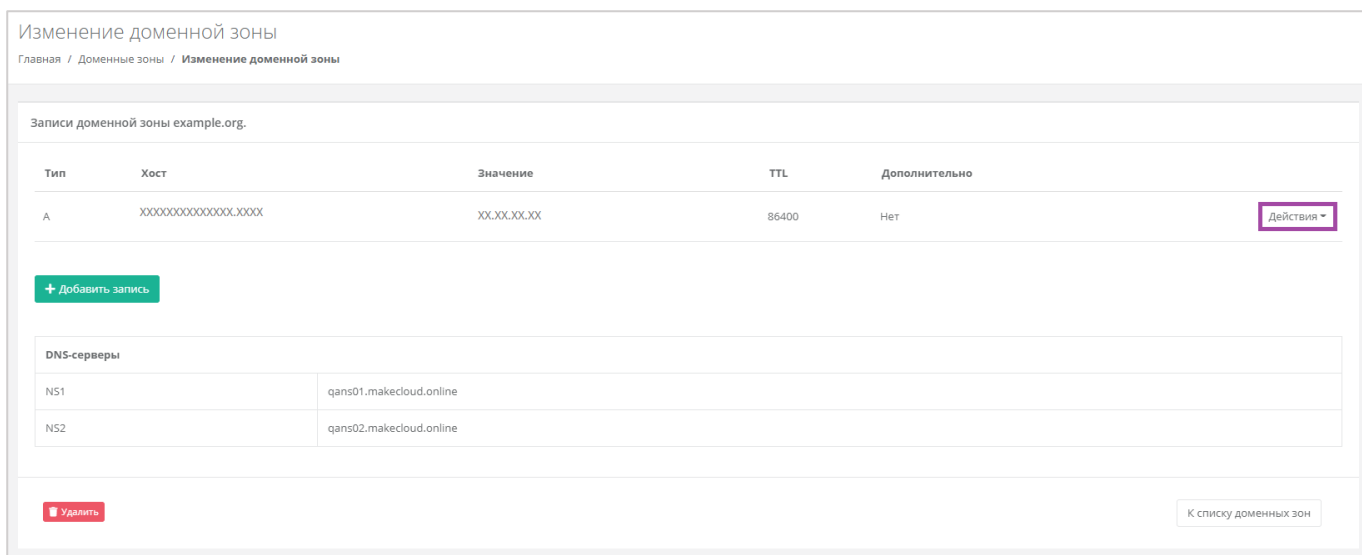 Изменение доменной зоны
Главная / Доменные зоны / Изменение доменной зоны
Записи доменной зоны example.org.
Тип Хост Значение TTL Дополнительно
A XXXXXXXXXXXXXX.XXXX XX.XX.XX.XX 86400 Нет Действия
Добавить запись
DNS-серверы
NS1 qans01.makecloud.online
NS2 qans02.makecloud.online
Удалить К списку доменных зон